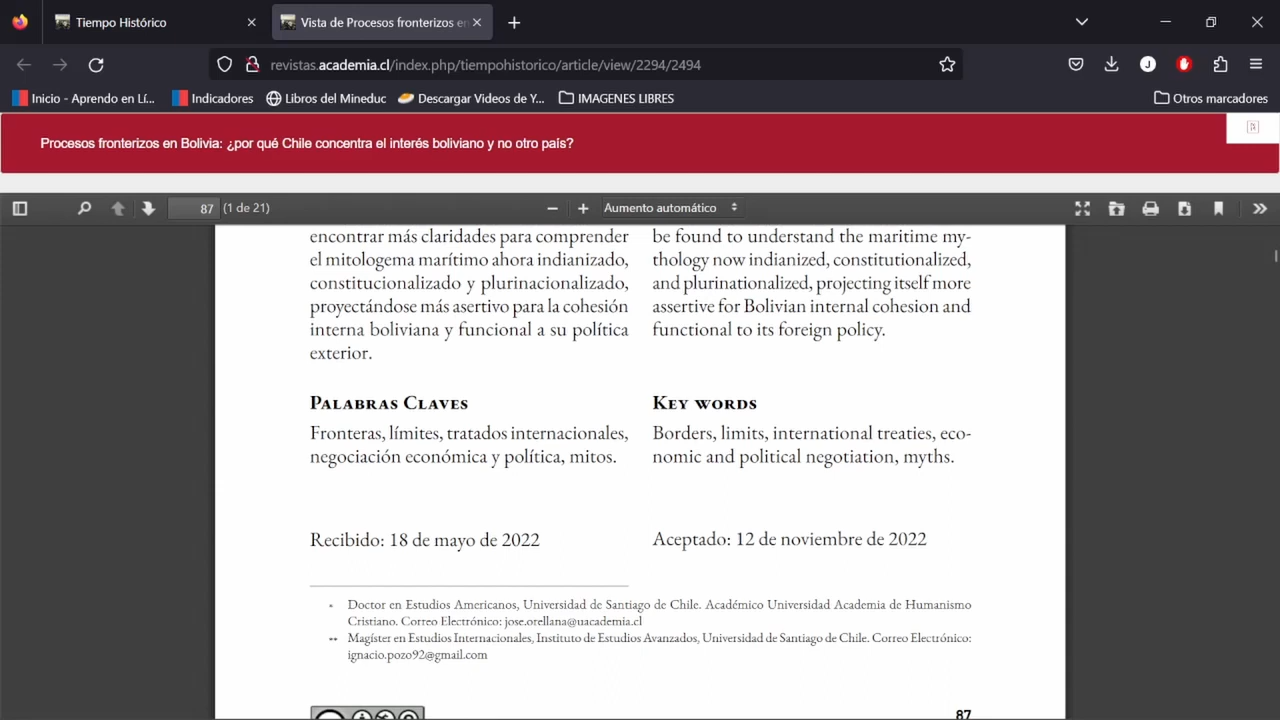 Tiempo Histórico
Vista de Procesos fronterizos en
revistas.academia.cl/index.php/tiempohistorico/article/view/2294/2494
J
Inicio - Aprendo en Lí...
Indicadores
Libros del Mineduc
Descargar Videos de Y...
IMAGENES LIBRES
Otros marcadores
Procesos fronterizos en Bolivia: ¿por qué Chile concentra el interés boliviano y no otro país?
87 (1 de 21)
Aumento automático
encontrar más claridades para comprender
el mitologema marítimo ahora indianizado,
constitucionalizado y plurinacionalizado,
proyectándose más asertivo para la cohesión
interna boliviana y funcional a su política
exterior.
be found to understand the maritime my-
thology now indianized, constitutionalized,
and plurinationalized, projecting itself more
assertive for Bolivian internal cohesion and
functional to its foreign policy.
Palabras Claves
Fronteras, límites, tratados internacionales,
negociación económica y política, mitos.
Key words
Borders, limits, international treaties, eco-
nomic and political negotiation, myths.
Recibido: 18 de mayo de 2022
Aceptado: 12 de noviembre de 2022
* Doctor en Estudios Americanos, Universidad de Santiago de Chile. Académico Universidad Academia de Humanismo
Cristiano. Correo Electrónico: jose.orellana@uacademia.cl
** Magíster en Estudios Internacionales, Instituto de Estudios Avanzados, Universidad de Santiago de Chile. Correo Electrónico:
ignacio.pozo92@gmail.com
87